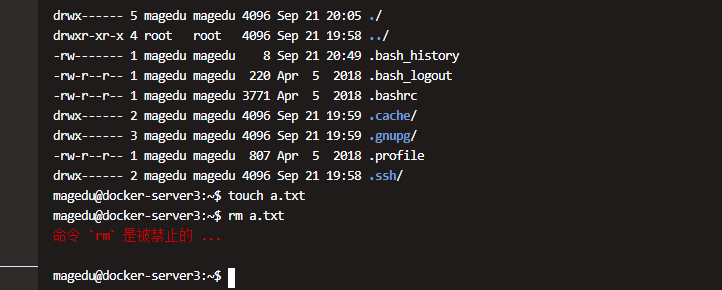 drwx------ 5 magedu magedu 4096 Sep 21 20:05 ./
drwxr-xr-x 4 root   root   4096 Sep 21 19:58 ../
-rw------- 1 magedu magedu    8 Sep 21 20:49 .bash_history
-rw-r--r-- 1 magedu magedu  220 Apr  5  2018 .bash_logout
-rw-r--r-- 1 magedu magedu 3771 Apr  5  2018 .bashrc
drwx------ 2 magedu magedu 4096 Sep 21 19:59 .cache/
drwx------ 3 magedu magedu 4096 Sep 21 19:59 .gnupg/
-rw-r--r-- 1 magedu magedu  807 Apr  5  2018 .profile
drwx------ 2 magedu magedu 4096 Sep 21 19:58 .ssh/
magedu@docker-server3:~$ touch a.txt
magedu@docker-server3:~$ rm a.txt
命令 `rm` 是被禁止的 ...
magedu@docker-server3:~$